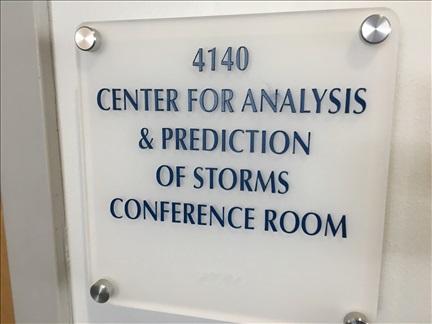 4140
CENTER FOR ANALYSIS
& PREDICTION
OF STORMS
CONFERENCE ROOM